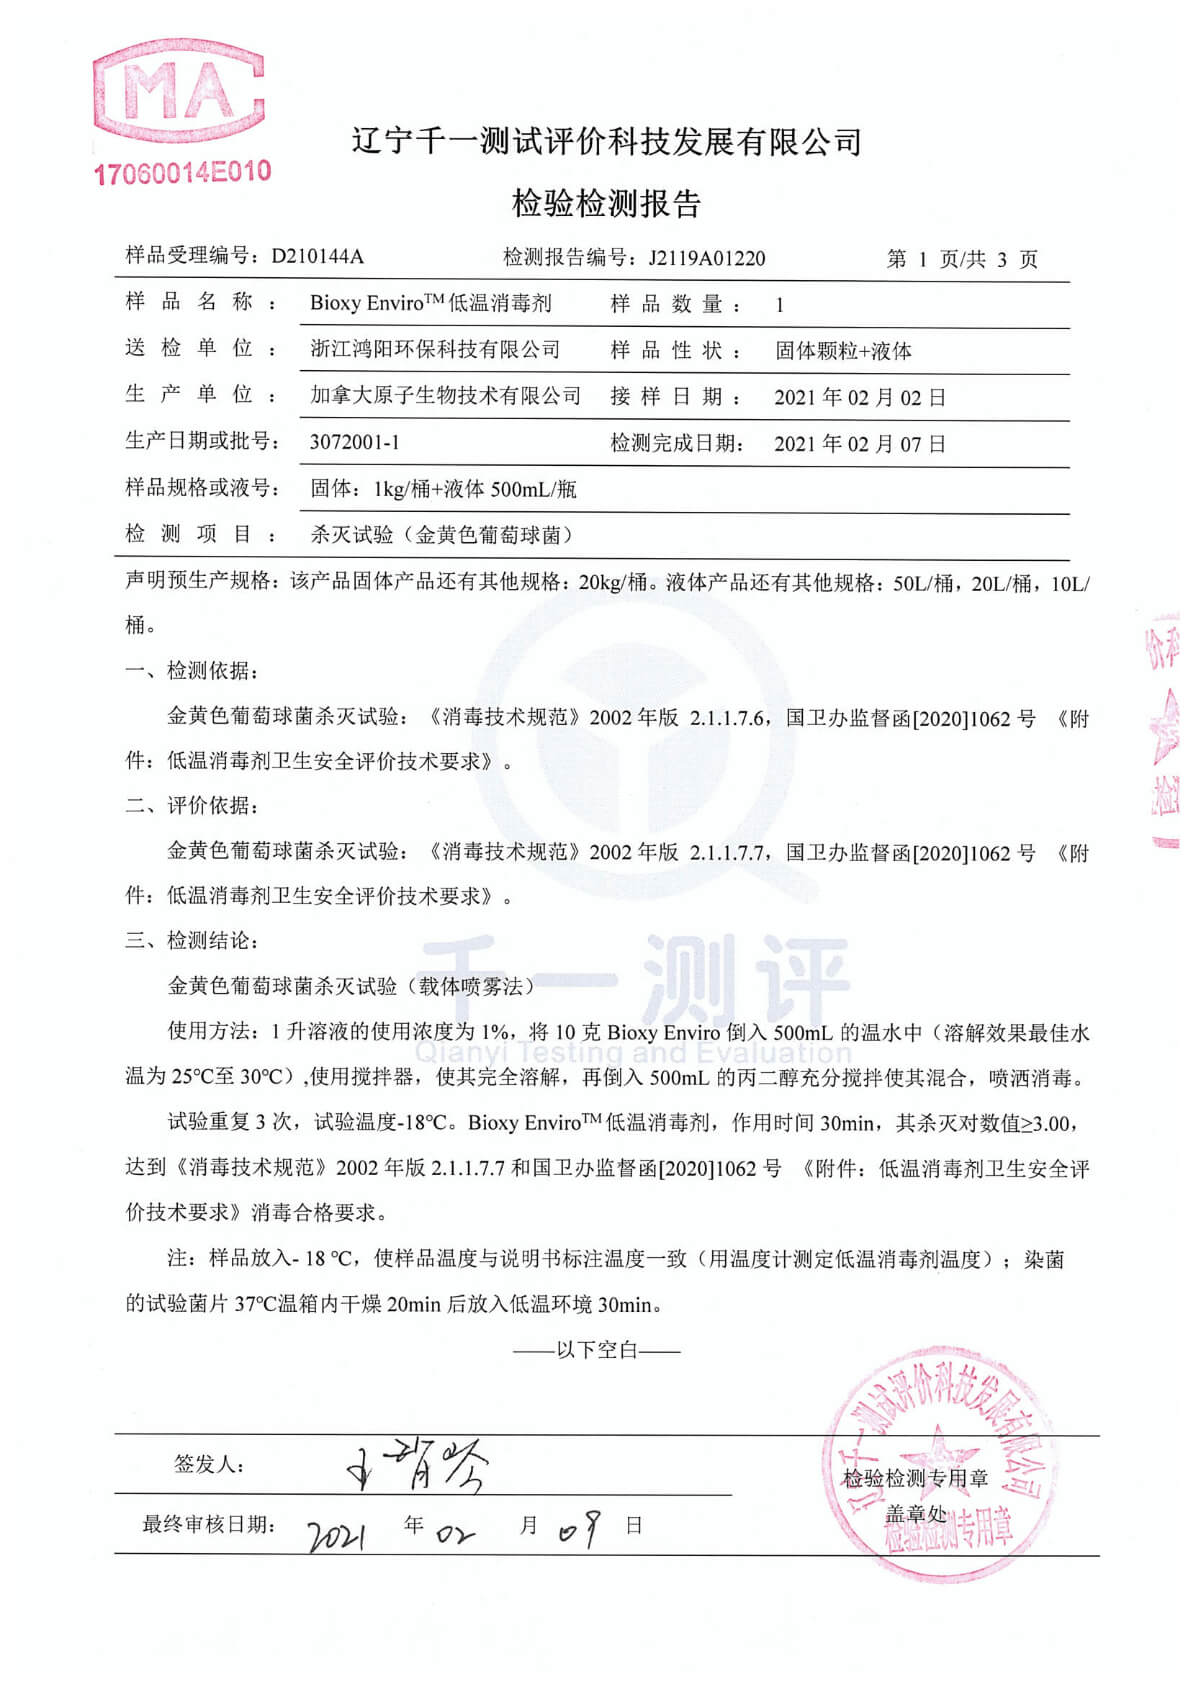 MA
17060014E010
辽宁千一测试评价科技发展有限公司
检验检测报告
样品受理编号：D210144A 检测报告编号：J2119A01220 第 1 页/共 3 页
样品名称： Bioxy Enviro™低温消毒剂 样品数量： 1
送检单位： 浙江鸿阳环保科技有限公司 样品性状： 固体颗粒+液体
生产单位： 加拿大原子生物技术有限公司 接样日期： 2021 年 02 月 02 日
生产日期或批号： 3072001-1 检测完成日期： 2021 年 02 月 07 日
样品规格或液号： 固体：1kg/桶+液体 500mL/瓶
检测项目： 杀灭试验（金黄色葡萄球菌）
声明预生产规格：该产品固体产品还有其他规格：20kg/桶。液体产品还有其他规格：50L/桶，20L/桶，10L/
桶。
一、检测依据：
金黄色葡萄球菌杀灭试验：《消毒技术规范》2002 年版 2.1.1.7.6，国卫办监督函[2020]1062 号 《附
件：低温消毒剂卫生安全评价技术要求》。
二、评价依据：
金黄色葡萄球菌杀灭试验：《消毒技术规范》2002 年版 2.1.1.7.7，国卫办监督函[2020]1062 号 《附
件：低温消毒剂卫生安全评价技术要求》。
三、检测结论：
千一测评
金黄色葡萄球菌杀灭试验（载体喷雾法）
使用方法：1 升溶液的使用浓度为 1%，将 10 克 Bioxy Enviro 倒入 500mL 的温水中（溶解效果最佳水
Qianyi Testing and Evaluation
温为 25℃至 30℃）,使用搅拌器，使其完全溶解，再倒入 500mL 的丙二醇充分搅拌使其混合，喷洒消毒。
试验重复 3 次，试验温度-18℃。Bioxy Enviro™低温消毒剂，作用时间 30min，其杀灭对数值≥3.00，
达到《消毒技术规范》2002 年版 2.1.1.7.7 和国卫办监督函[2020]1062 号 《附件：低温消毒剂卫生安全评
价技术要求》消毒合格要求。
注：样品放入- 18 ℃，使样品温度与说明书标注温度一致（用温度计测定低温消毒剂温度）；染菌
的试验菌片 37℃温箱内干燥 20min 后放入低温环境 30min。
——以下空白——
辽宁千一测试评价科技发展有限公司
签发人：
检验检测专用章
盖章处
检验检测专用章
最终审核日期： 2021 年 02 月 09 日